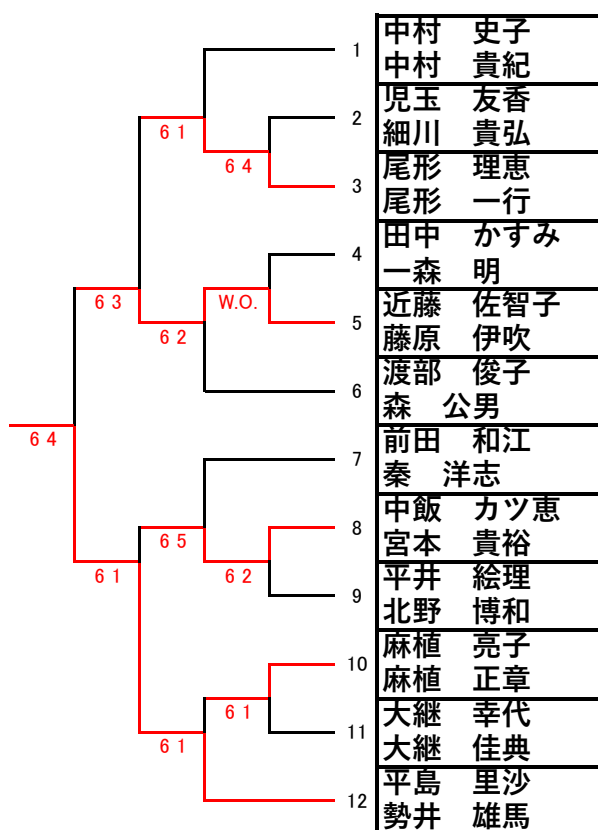 1 中村 史子
中村 貴紀
6 1
2 児玉 友香
細川 貴弘
6 4
3 尾形 理恵
尾形 一行
4 田中 かすみ
一森 明
6 3
W.O.
5 近藤 佐智子
藤原 伊吹
6 2
6 渡部 俊子
森 公男
6 4
7 前田 和江
秦 洋志
8 中飯 カツ恵
宮本 貴裕
6 5
6 1
6 2
9 平井 絵理
北野 博和
10 麻植 亮子
麻植 正章
6 1
11 大継 幸代
大継 佳典
6 1
12 平島 里沙
勢井 雄馬